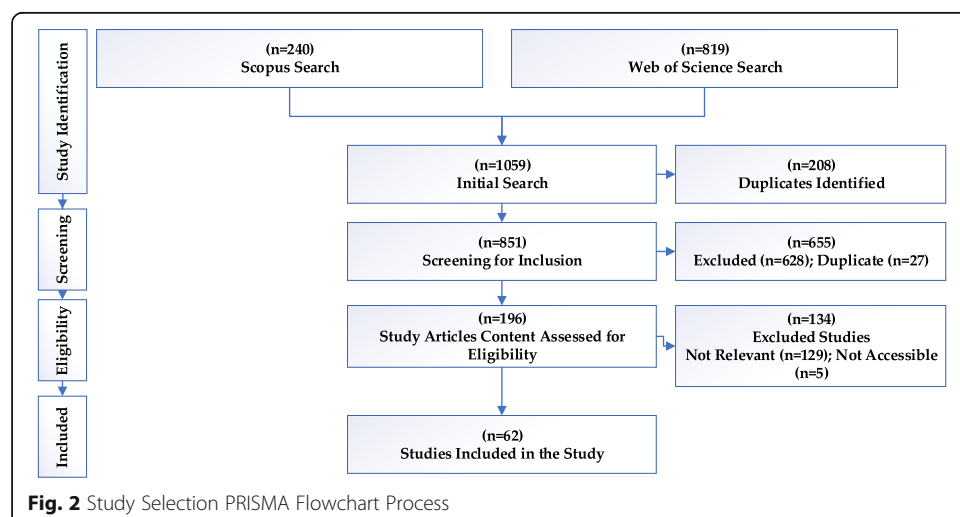 Study Identification
(n=240)
Scopus Search
(n=819)
Web of Science Search
(n=1059)
Initial Search
(n=208)
Duplicates Identified
Screening
(n=851)
Screening for Inclusion
(n=655)
Excluded (n=628); Duplicate (n=27)
Eligibility
(n=196)
Study Articles Content Assessed for
Eligibility
(n=134)
Excluded Studies
Not Relevant (n=129); Not Accessible
(n=5)
Included
(n=62)
Studies Included in the Study
Fig. 2 Study Selection PRISMA Flowchart Process